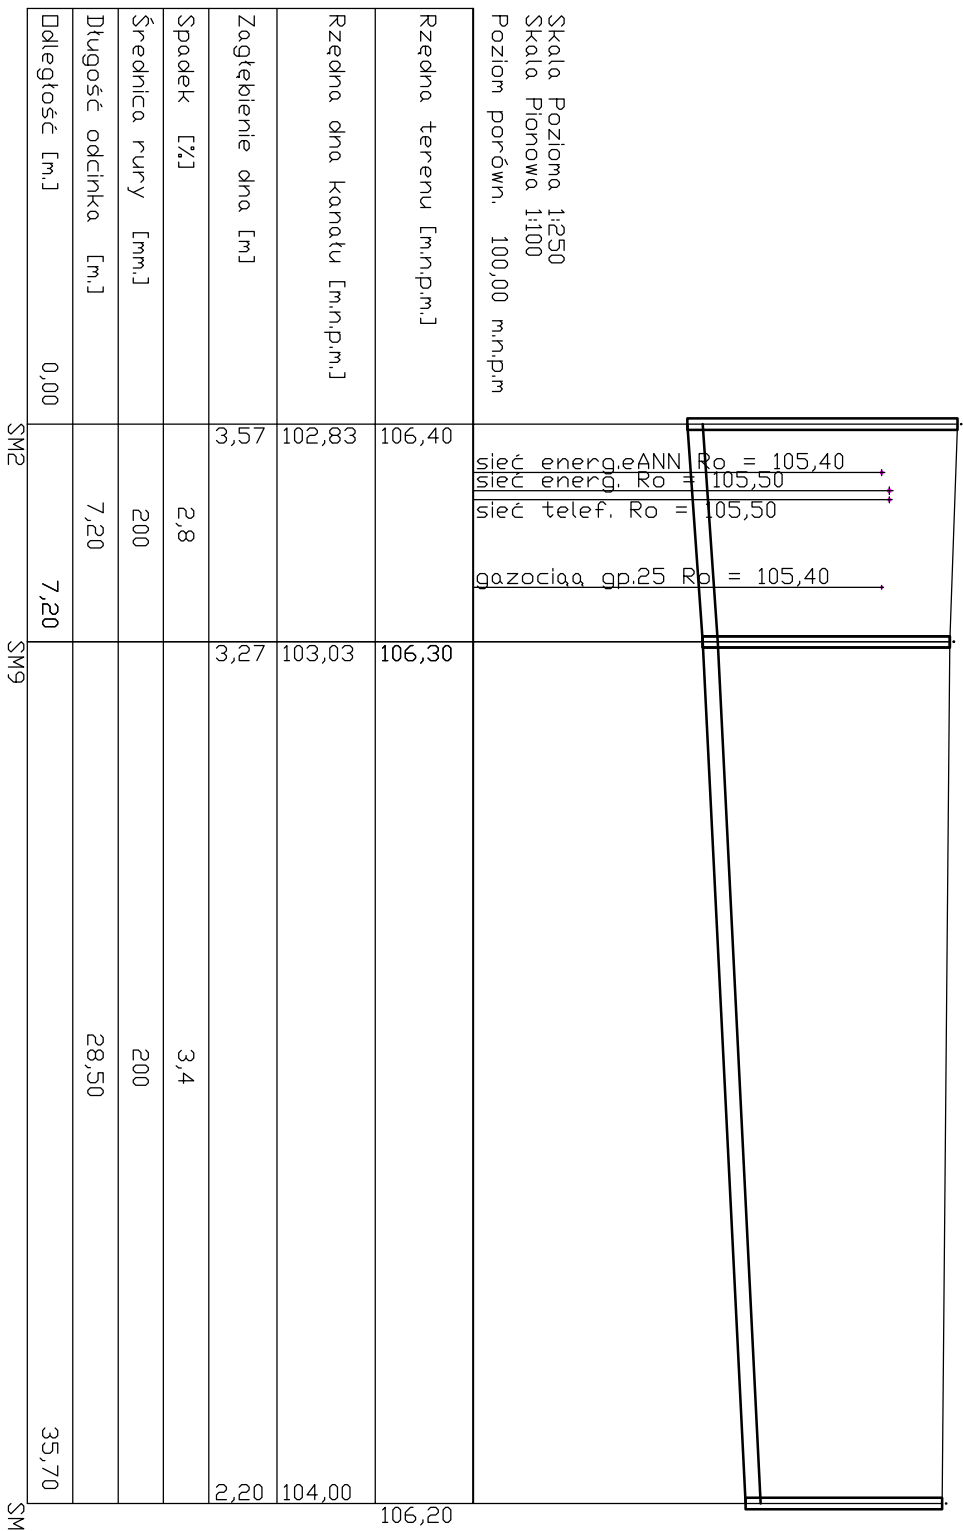 Skala Pozioma 1:250
Skala Pionowa 1:100
Poziom porówn. 100,00 m.n.p.m
sieć energ.eANN Ro = 105,40
sieć energ. Ro = 105,50
sieć telef. Ro = 105,50
gazociąg gp.25 Ro = 105,40
Rzędna terenu [m.n.p.m.] 106,40 106,30 106,20
Rzędna dna kanału [m.n.p.m.] 102,83 103,03 104,00
Zagłębienie dna [m] 3,57 3,27 2,20
Spadek [%] 2,8 3,4
Średnica rury [mm.] 200 200
Długość odcinka [m.] 7,20 28,50
Odległość [m.] 0,00 7,20 35,70
SM2 SM9 SM